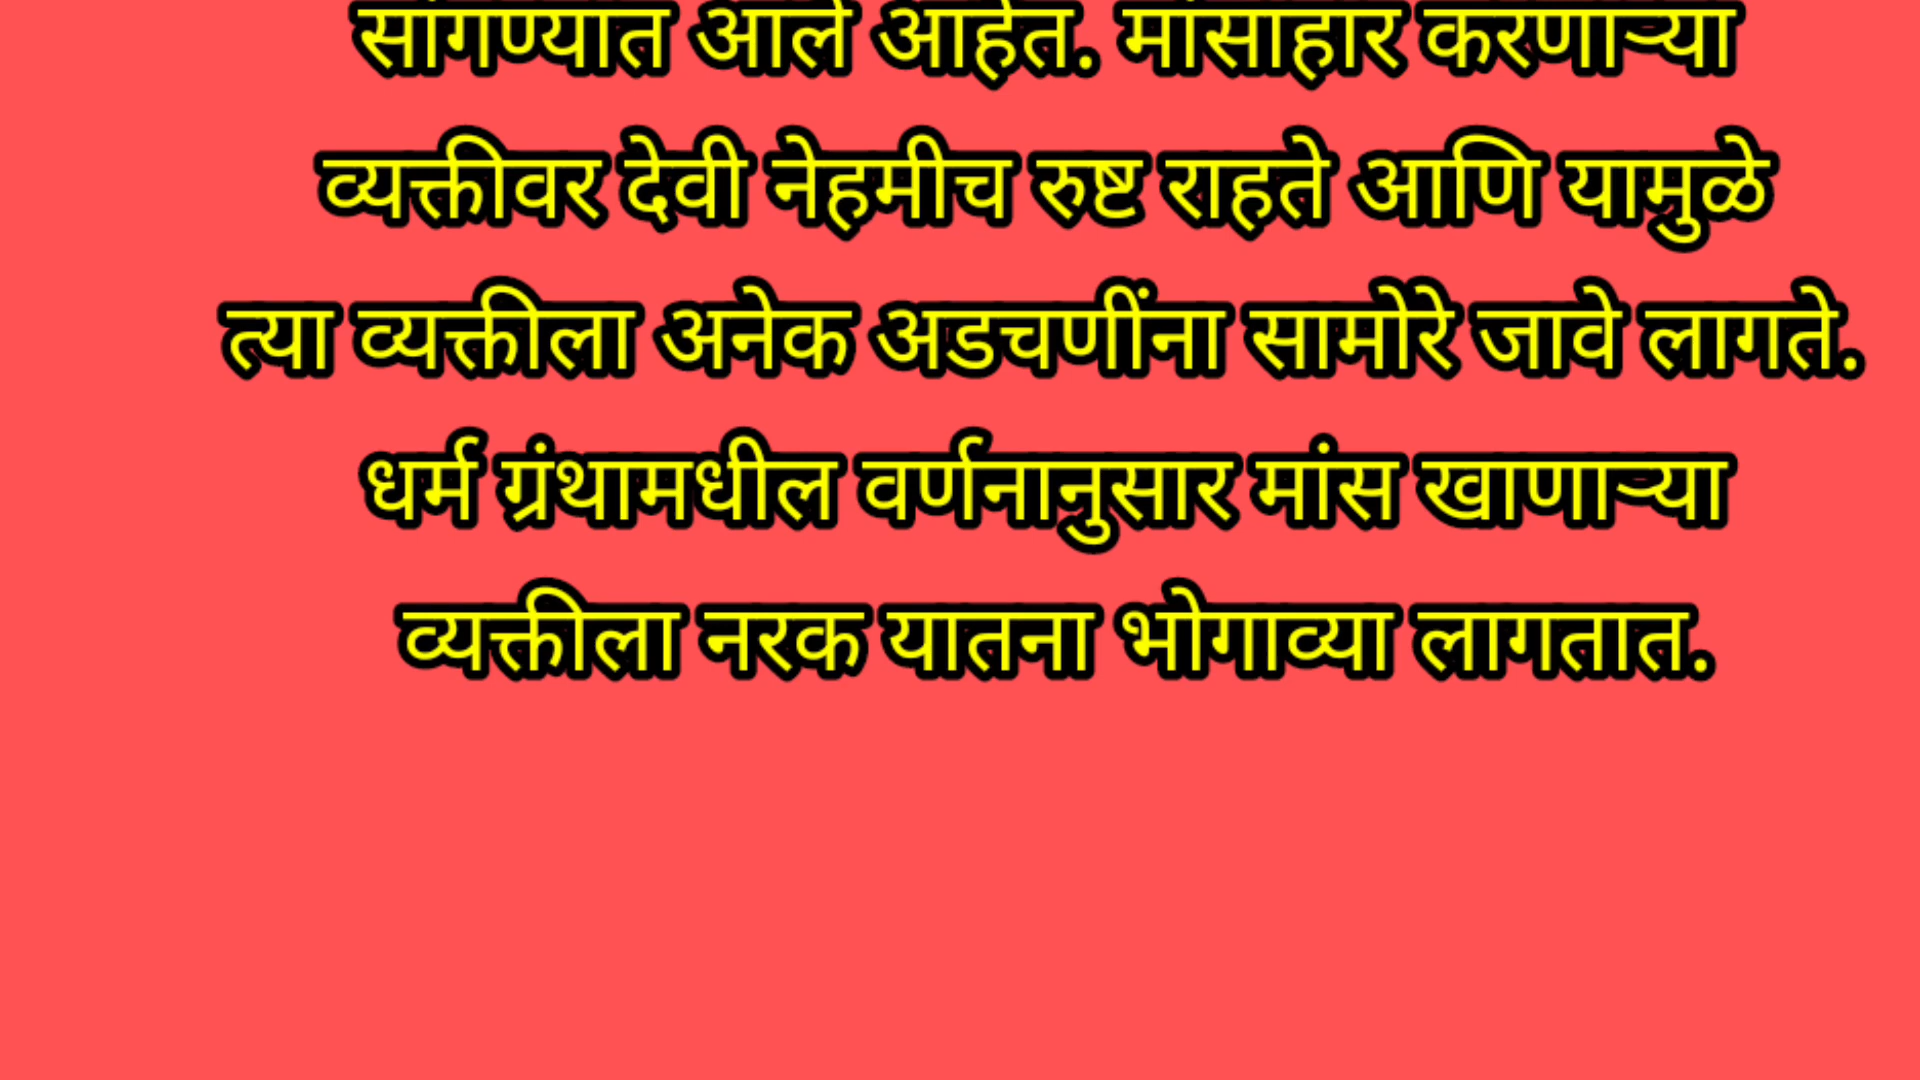 सांगण्यात आले आहेत. मांसाहार करणाऱ्या
व्यक्तीवर देवी नेहमीच रुष्ट राहते आणि यामुळे
त्या व्यक्तीला अनेक अडचणींना सामोरे जावे लागते.
धर्म ग्रंथामधील वर्णनानुसार मांस खाणाऱ्या
व्यक्तीला नरक यातना भोगाव्या लागतात.